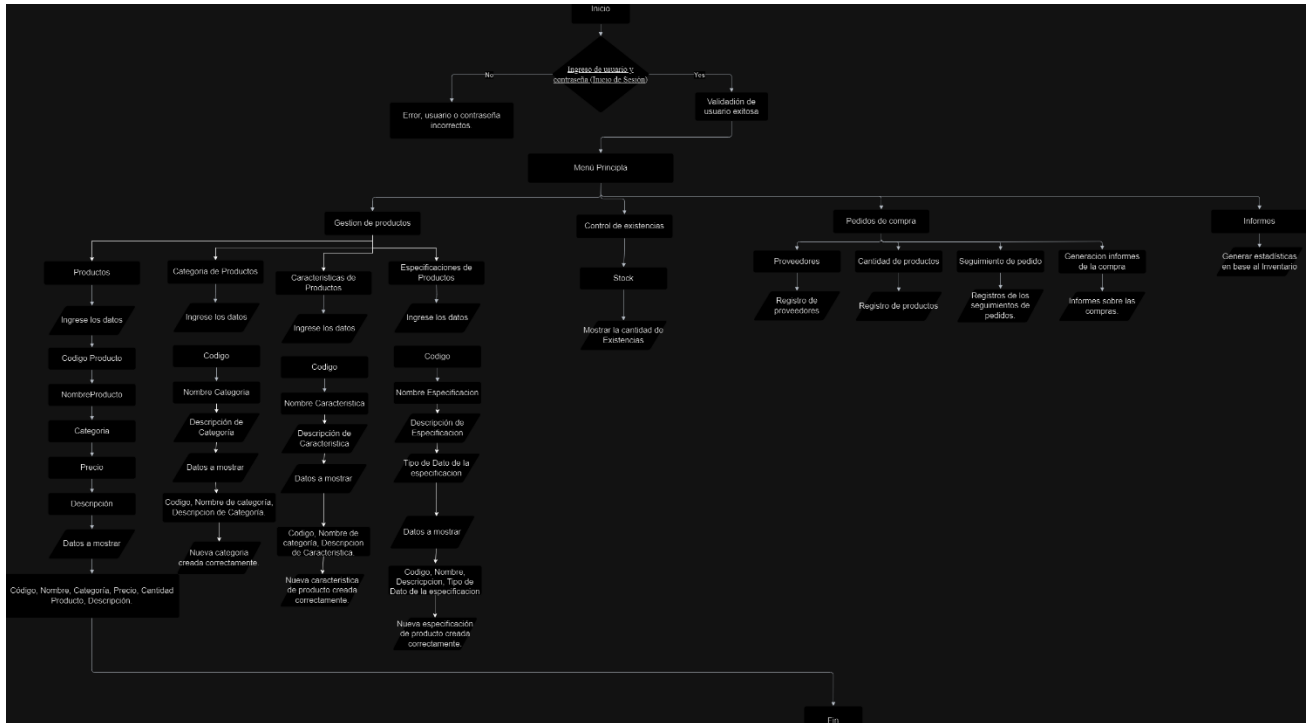 Inicio
Ingreso de usuario y
contraseña (Inicio de Sesión)
No
Yes
Error, usuario o contraseña
incorrectos
Validadión de
usuario exitosa
Menú Principla
Gestion de productos
Control de existencias
Pedidos de compra
Informes
Productos
Categoria de Productos
Caracteristicas de
Productos
Especificaciones de
Productos
Stock
Proveedores
Cantidad de productos
Seguimiento de pedido
Generacion informes
de la compra
Generar estadísticas
en base al Inventario
Ingrese los datos
Ingrese los datos
Ingrese los datos
Ingrese los datos
Mostrar la cantidad de
Existencias
Registro de
proveedores
Registro de productos
Registros de los
seguimientos de
pedidos.
Informes sobre las
compras.
Codigo Producto
NombreProducto
Categoria
Precio
Descripción
Datos a mostrar
Código, Nombre, Categoría, Precio, Cantidad
Producto, Descripción.
Codigo
Nombre Categoria
Descripción de
Categoría
Datos a mostrar
Codigo, Nombre de categoría,
Descripcion de Categoría
Nueva categoria
creada correctamente.
Codigo
Nombre Caracteristica
Descripción de
Caracteristica
Datos a mostrar
Codigo, Nombre de
categoría, Descripcion
de Caracteristica.
Nueva caracteristica
de producto creada
correctamente.
Codigo
Nombre Especificacion
Descripción de
Especificacion
Tipo de Dato de la
especificacion
Datos a mostrar
Codigo, Nombre,
Descricpcion, Tipo de
Dato de la especificacion
Nueva especificación
de producto creada
correctamente.
Fin